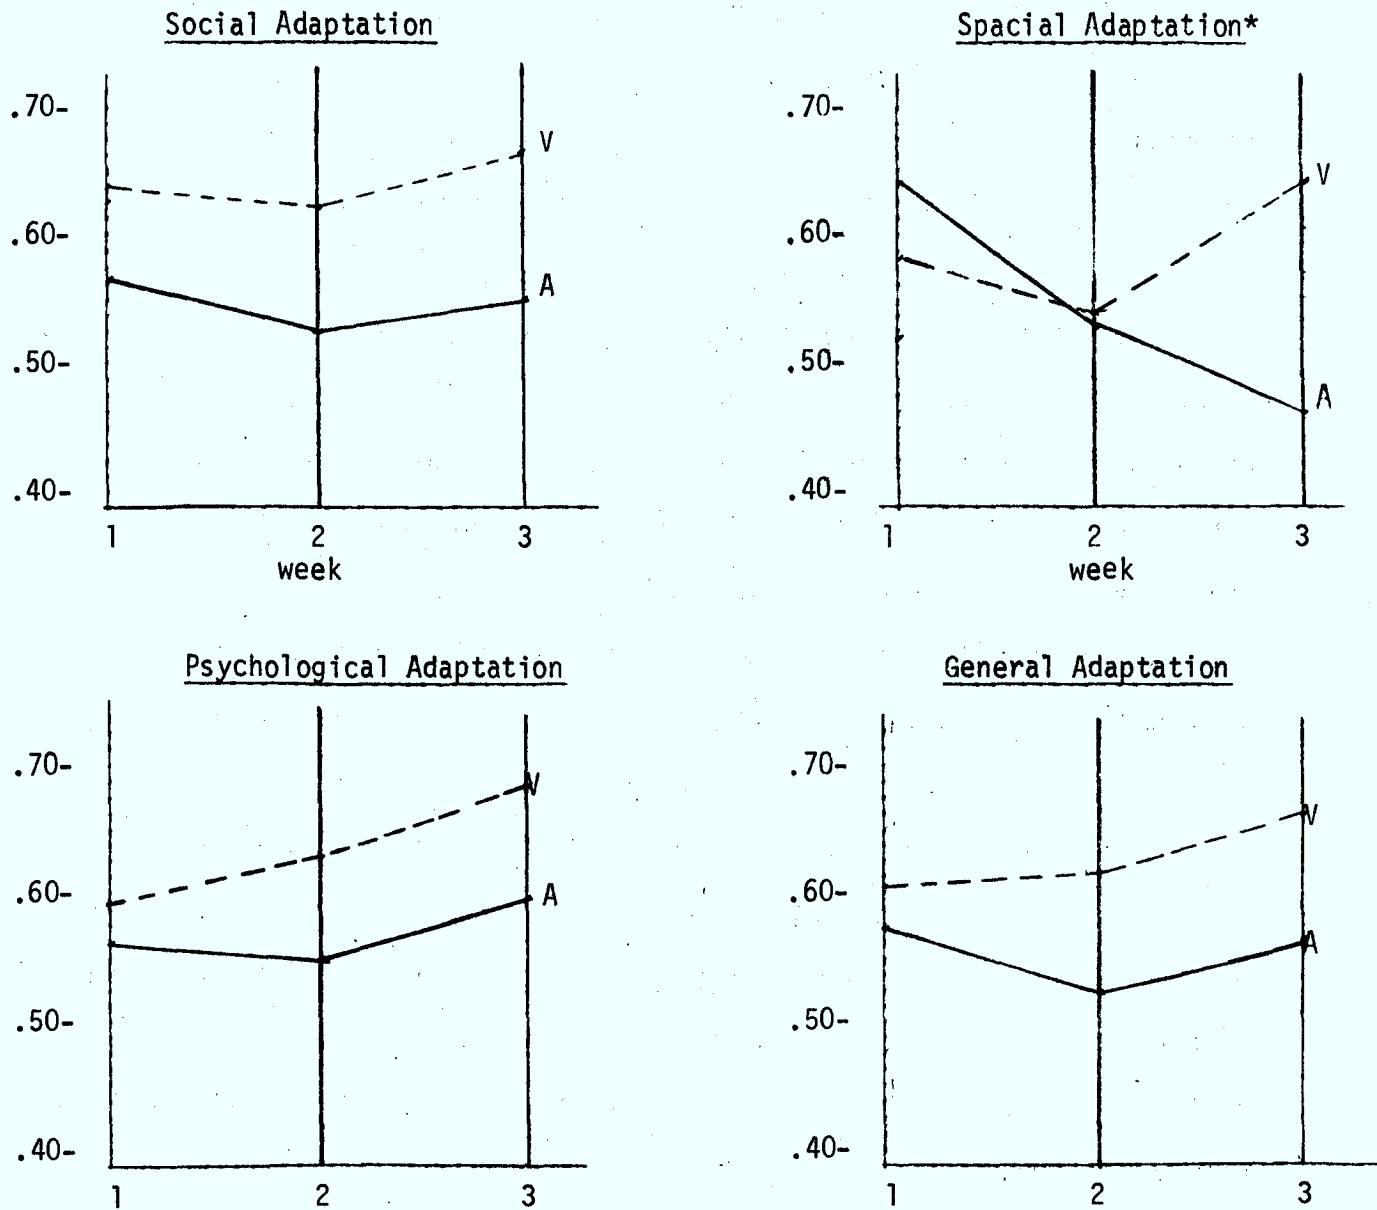 Social Adaptation
.70-
.60-
.50-
.40-
V
A
1 2 3
week
Spacial Adaptation*
.70-
.60-
.50-
.40-
V
A
1 2 3
week
Psychological Adaptation
.70-
.60-
.50-
.40-
V
A
1 2 3
General Adaptation
.70-
.60-
.50-
.40-
V
A
1 2 3